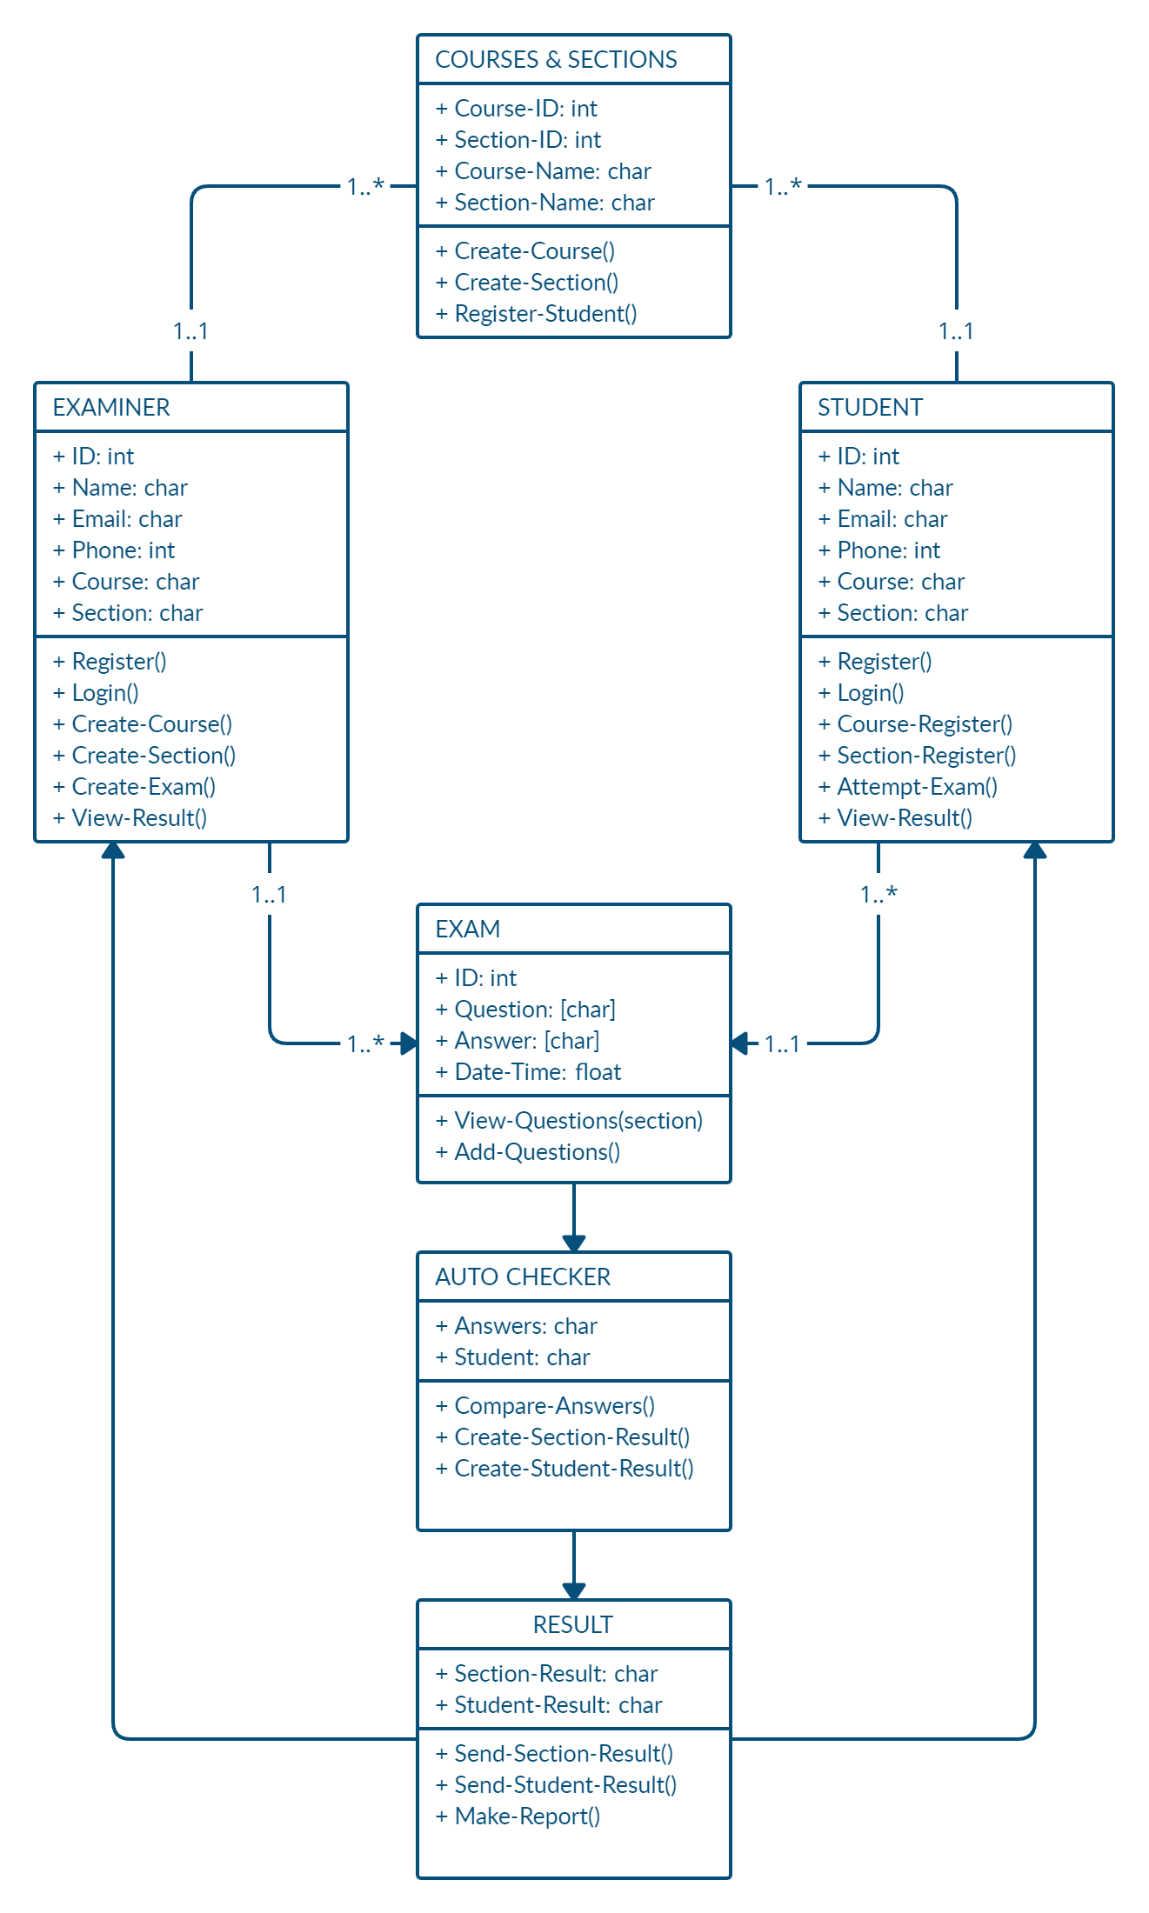 COURSES & SECTIONS
+ Course-ID: int
+ Section-ID: int
+ Course-Name: char
+ Section-Name: char
+ Create-Course()
+ Create-Section()
+ Register-Student()
1..*
1..*
1..1
1..1
EXAMINER
+ ID: int
+ Name: char
+ Email: char
+ Phone: int
+ Course: char
+ Section: char
+ Register()
+ Login()
+ Create-Course()
+ Create-Section()
+ Create-Exam()
+ View-Result()
STUDENT
+ ID: int
+ Name: char
+ Email: char
+ Phone: int
+ Course: char
+ Section: char
+ Register()
+ Login()
+ Course-Register()
+ Section-Register()
+ Attempt-Exam()
+ View-Result()
1..1
1..*
1..*
1..1
EXAM
+ ID: int
+ Question: [char]
+ Answer: [char]
+ Date-Time: float
+ View-Questions(section)
+ Add-Questions()
AUTO CHECKER
+ Answers: char
+ Student: char
+ Compare-Answers()
+ Create-Section-Result()
+ Create-Student-Result()
RESULT
+ Section-Result: char
+ Student-Result: char
+ Send-Section-Result()
+ Send-Student-Result()
+ Make-Report()